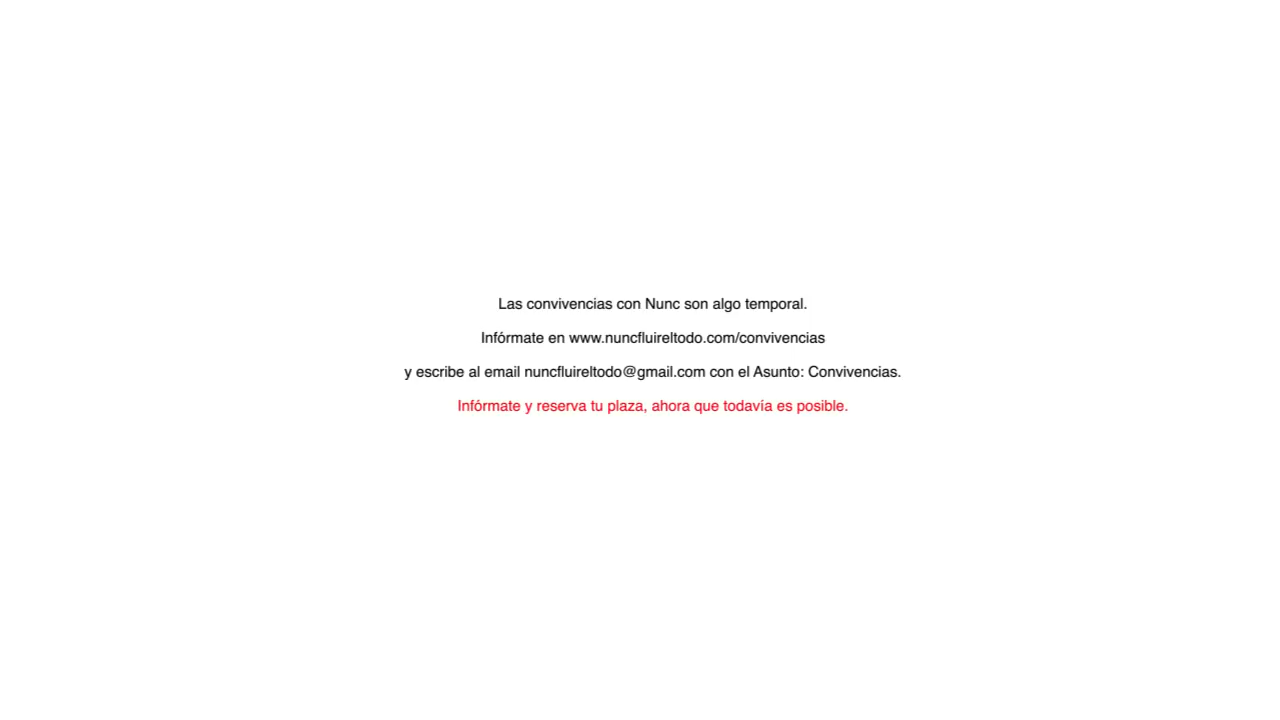 Las convivencias con Nunc son algo temporal.
Infórmate en www.nuncfluireltodo.com/convivencias
y escribe al email nuncfluireltodo@gmail.com con el Asunto: Convivencias.
Infórmate y reserva tu plaza, ahora que todavía es posible.